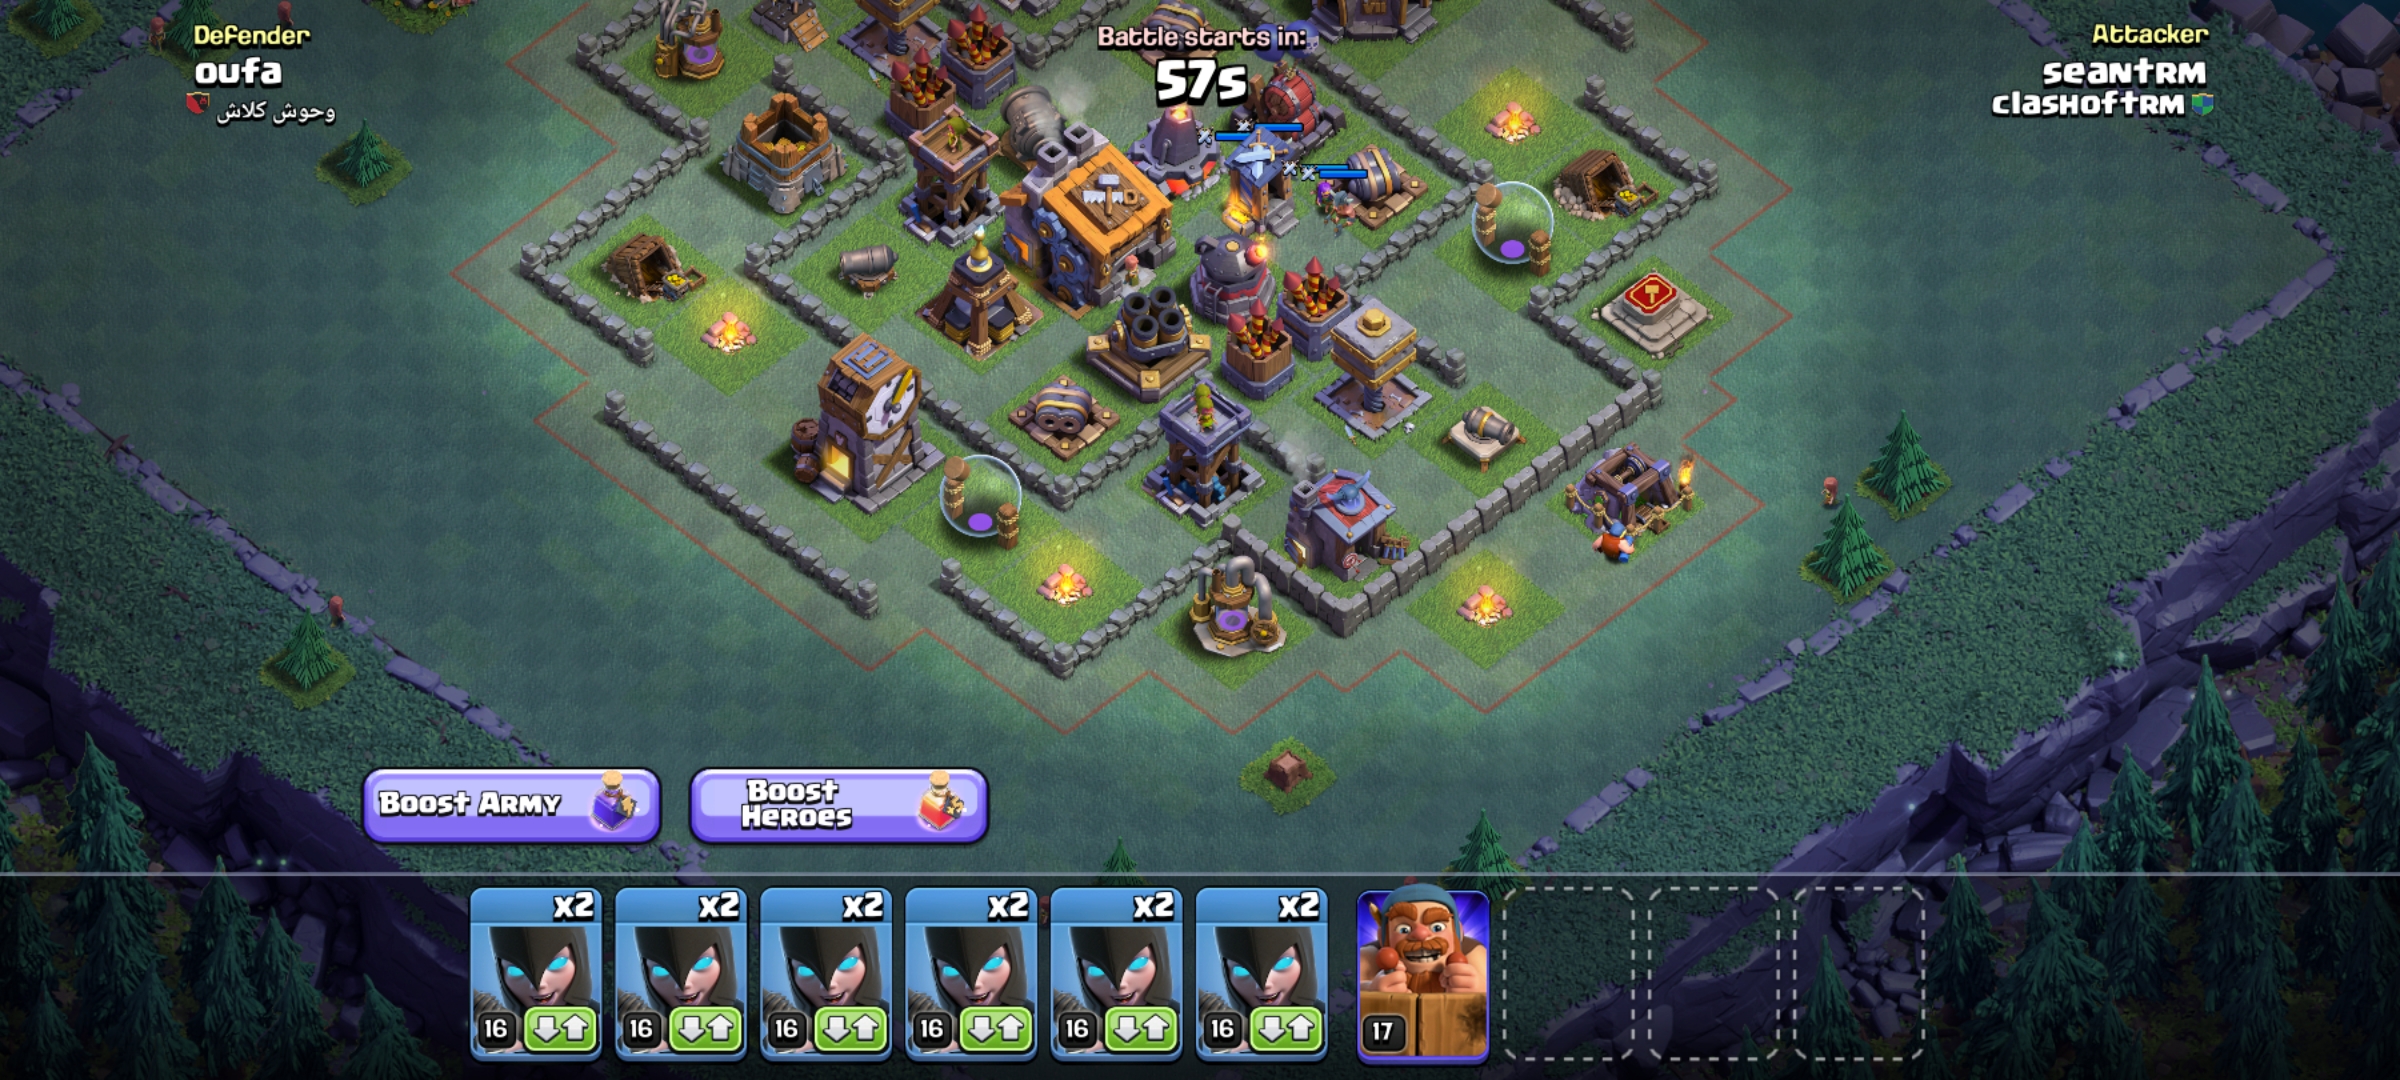 Defender
oufa
وحوش كلاش
Battle starts in:
57s
Attacker
seantRM
clashoftRM
Boost Army
Boost
Heroes
x2 x2 x2 x2 x2 x2
16 16 16 16 16 16 17